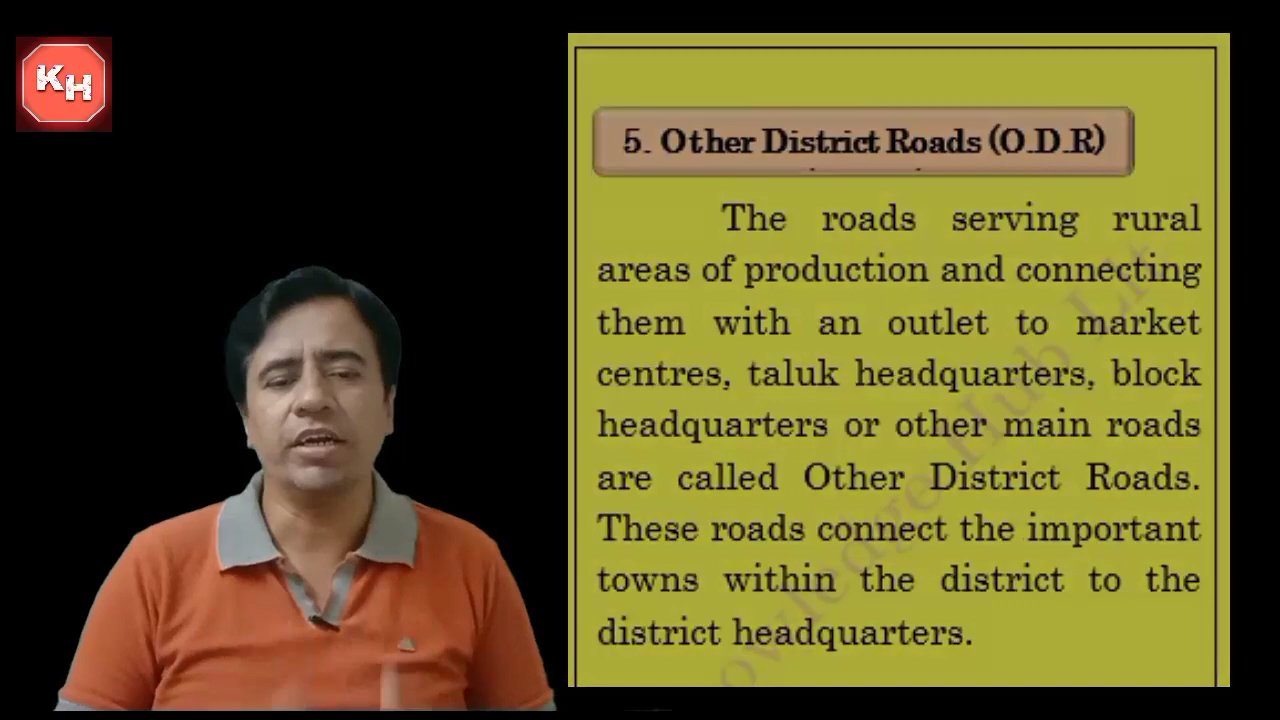 KH
5. Other District Roads (O.D.R)
The roads serving rural
areas of production and connecting
them with an outlet to market
centres, taluk headquarters, block
headquarters or other main roads
are called Other District Roads.
These roads connect the important
towns within the district to the
district headquarters.